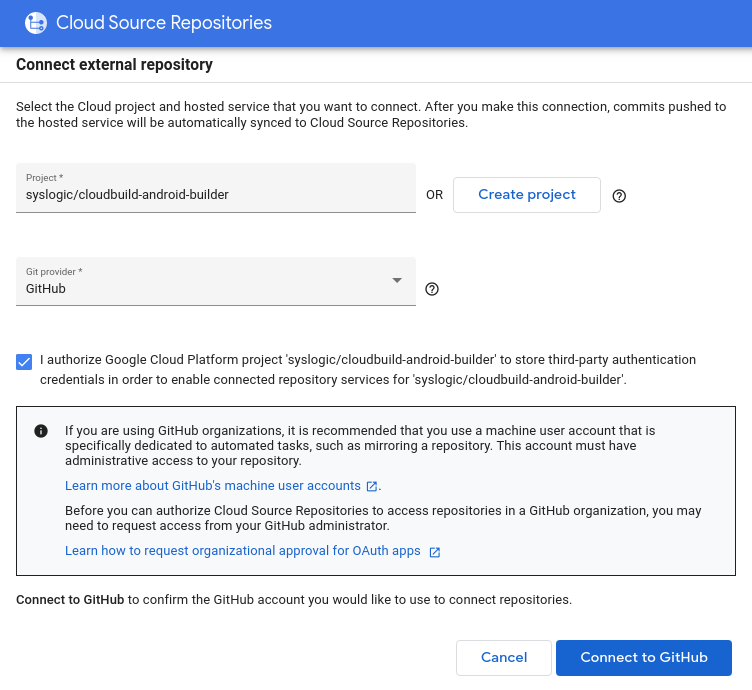 Cloud Source Repositories
Connect external repository
Select the Cloud project and hosted service that you want to connect. After you make this connection, commits pushed to
the hosted service will be automatically synced to Cloud Source Repositories.
Project *
syslogic/cloudbuild-android-builder
OR
Create project
Git provider *
GitHub
I authorize Google Cloud Platform project 'syslogic/cloudbuild-android-builder' to store third-party authentication
credentials in order to enable connected repository services for 'syslogic/cloudbuild-android-builder'.
If you are using GitHub organizations, it is recommended that you use a machine user account that is
specifically dedicated to automated tasks, such as mirroring a repository. This account must have
administrative access to your repository.
Learn more about GitHub's machine user accounts .
Before you can authorize Cloud Source Repositories to access repositories in a GitHub organization, you may
need to request access from your GitHub administrator.
Learn how to request organizational approval for OAuth apps
Connect to GitHub to confirm the GitHub account you would like to use to connect repositories.
Cancel
Connect to GitHub